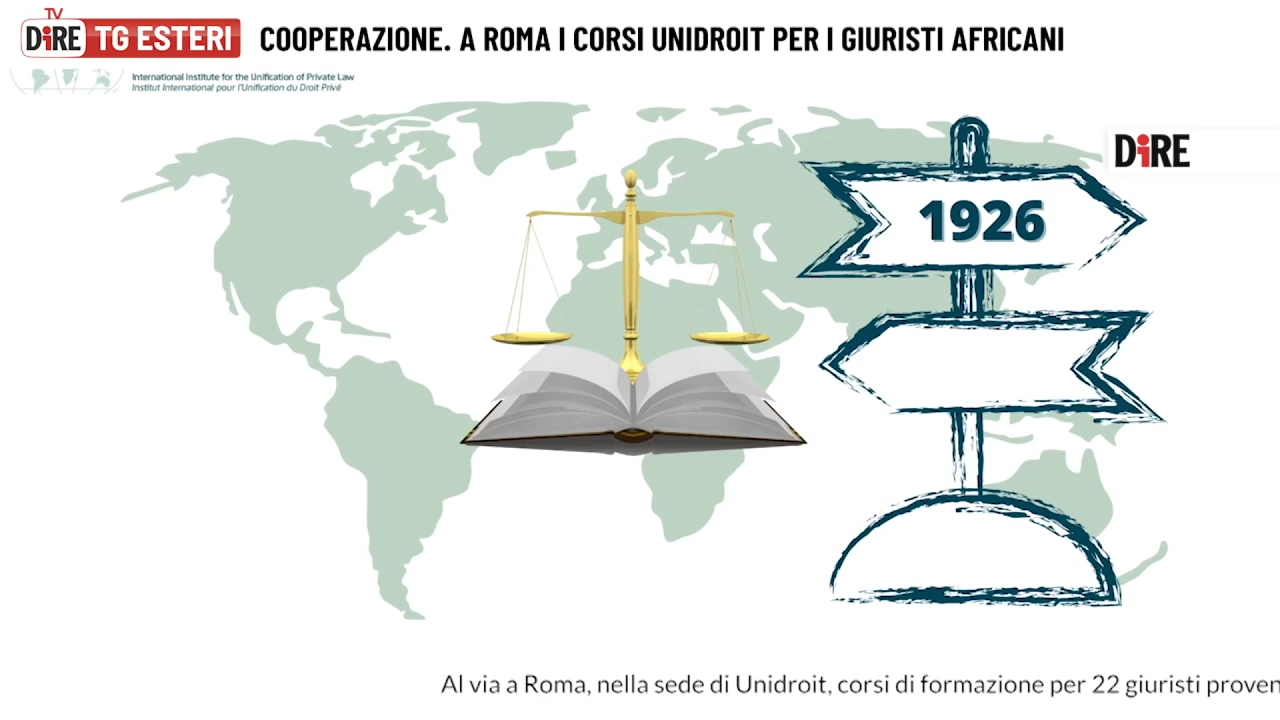 TV
DiRE TG ESTERI COOPERAZIONE. A ROMA I CORSI UNIDROIT PER I GIURISTI AFRICANI
International Institute for the Unification of Private Law
Institut International pour l'Unification du Droit Privé
DiRE
1926
Al via a Roma, nella sede di Unidroit, corsi di formazione per 22 giuristi proven